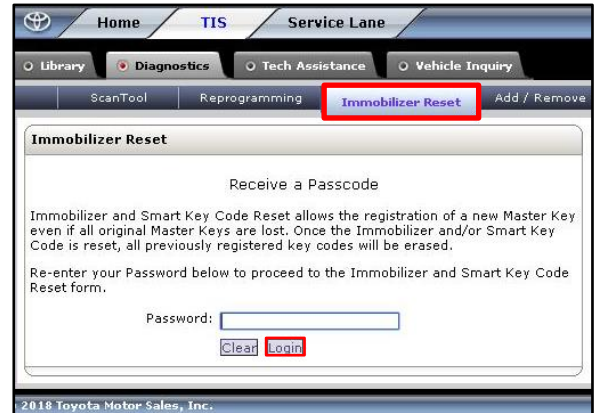 Home TIS Service Lane
Library Diagnostics Tech Assistance Vehicle Inquiry
ScanTool Reprogramming Immobilizer Reset Add / Remove
Immobilizer Reset
Receive a Passcode
Immobilizer and Smart Key Code Reset allows the registration of a new Master Key
even if all original Master Keys are lost. Once the Immobilizer and/or Smart Key
Code is reset, all previously registered key codes will be erased.
Re-enter your Password below to proceed to the Immobilizer and Smart Key Code
Reset form.
Password:
Clear Login
2018 Toyota Motor Sales, Inc.